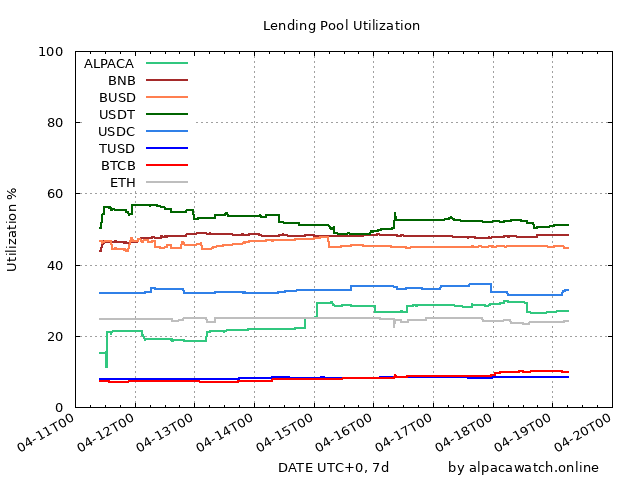 Lending Pool Utilization
Utilization %
100
80
60
40
20
0
ALPACA
BNB
BUSD
USDT
USDC
TUSD
BTCB
ETH
04-11T00
04-12T00
04-13T00
04-14T00
04-15T00
04-16T00
04-17T00
04-18T00
04-19T00
04-20T00
DATE UTC+0, 7d
by alpacawatch.online